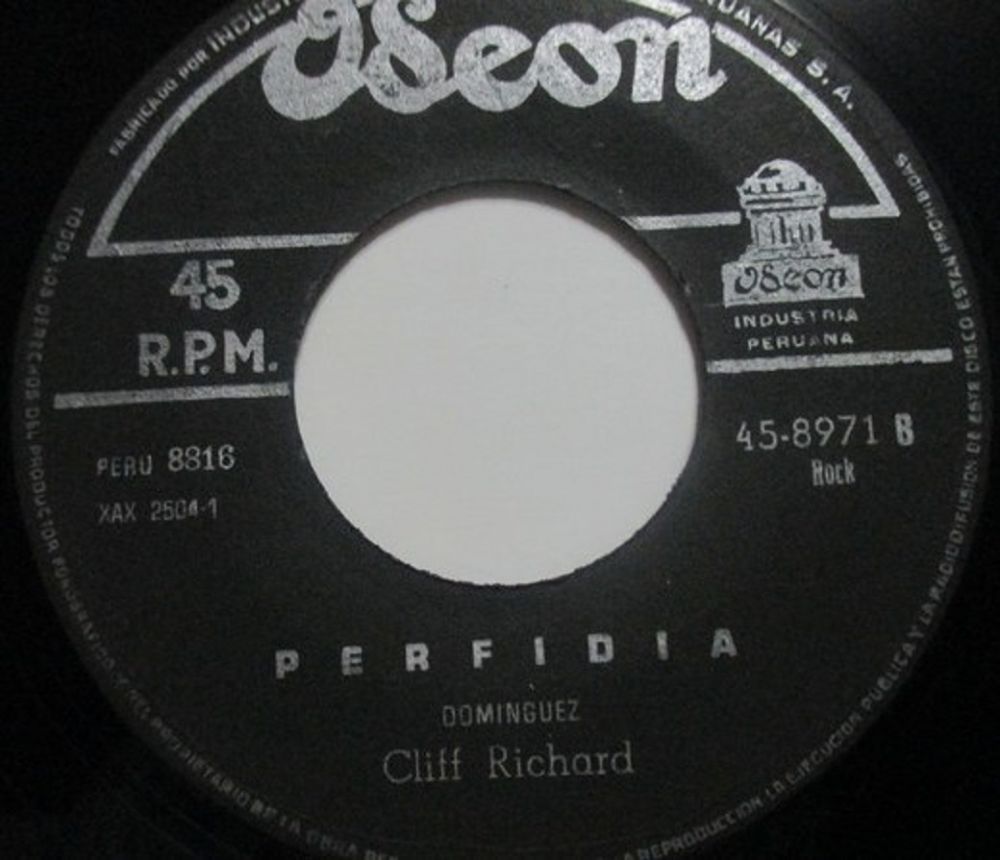 Odeon
FABRICADO POR INDUST
RUANAS S. A.
45
R.P.M.
Odeon
INDUSTRIA
PERUANA
PERU 8816
XAX 2504-1
45-8971 B
Rock
PERFIDIA
DOMINGUEZ
Cliff Richard
TODOS LOS DERECHOS DEL PRODUCTOR FONOGRAFICO Y DEL PROPIETARIO DE LA OBRA
REPRODUCCION, LA EJECUCION PUBLICA Y LA RADIODIFUSION DE ESTE DISCO ESTAN PROHIBIDAS